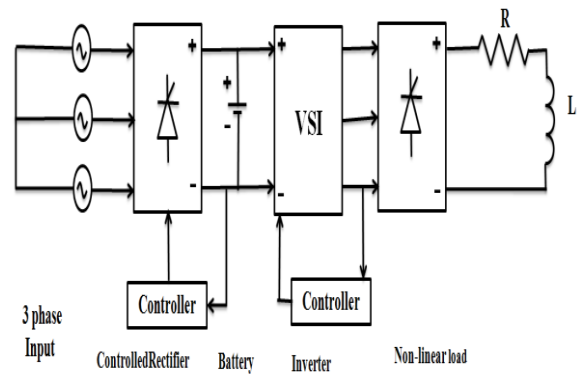 R
+
+
+
+
VSI
L
-
-
-
-
Controller
Controller
3 phase
Input
ControlledRectifier
Battery
Inverter
Non-linear load